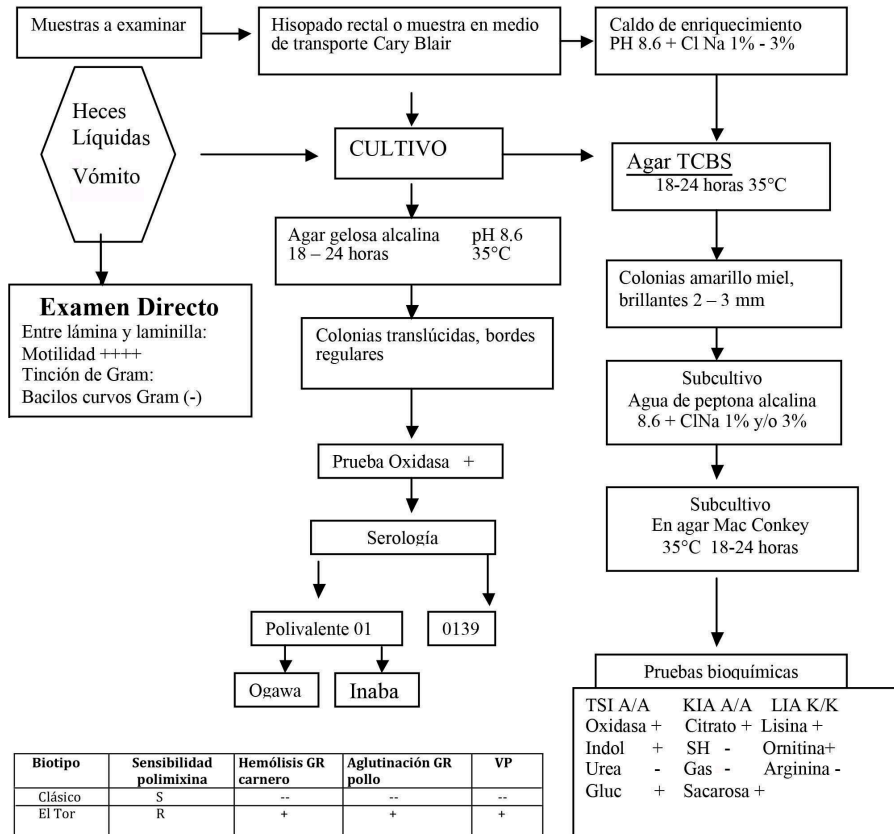 Muestras a examinar
Hisopado rectal o muestra en medio
de transporte Cary Blair
Caldo de enriquecimiento
PH 8.6 + Cl Na 1% - 3%
Heces
Líquidas
Vómito
CULTIVO
Agar TCBS
18-24 horas 35°C
Agar gelosa alcalina pH 8.6
18 – 24 horas 35°C
Colonias amarillo miel,
brillantes 2 – 3 mm
Examen Directo
Entre lámina y laminilla:
Motilidad ++++
Tinción de Gram:
Bacilos curvos Gram (-)
Colonias translúcidas, bordes
regulares
Subcultivo
Agua de peptona alcalina
8.6 + ClNa 1% y/o 3%
Prueba Oxidasa +
Subcultivo
En agar Mac Conkey
35°C 18-24 horas
Serología
Polivalente 01
0139
Ogawa
Inaba
Pruebas bioquímicas
TSI A/A KIA A/A LIA K/K
Oxidasa + Citrato + Lisina +
Indol + SH - Ornitina+
Urea - Gas - Arginina -
Gluc + Sacarosa +
Biotipo Sensibilidad polimixina Hemólisis GR carnero Aglutinación GR pollo VP
Clásico S -- -- --
El Tor R + + +